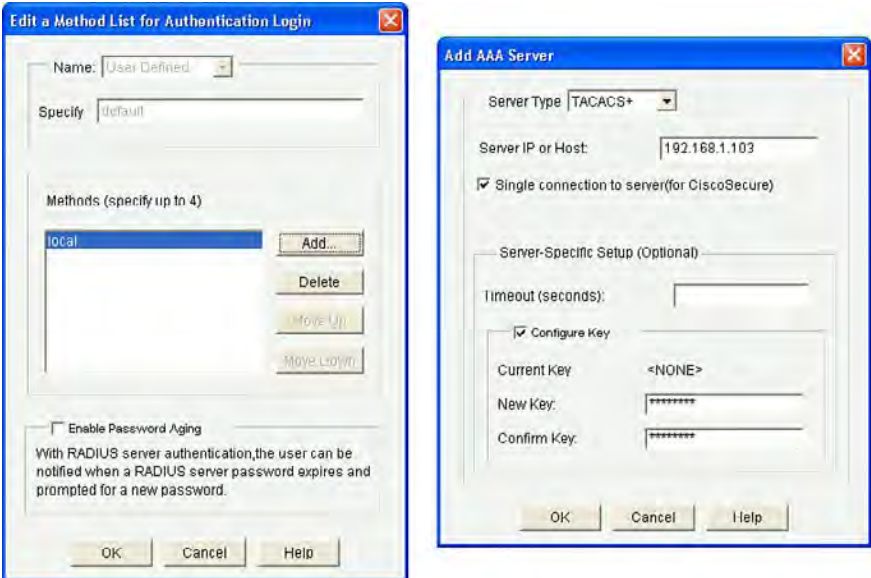 Edit a Method List for Authentication Login
Name: User Defined
Specify default
Methods (specify up to 4)
local
Add...
Delete
Move Up
Move Down
Enable Password Aging
With RADIUS server authentication,the user can be
notified when a RADIUS server password expires and
prompted for a new password.
OK Cancel Help
Add AAA Server
Server Type TACACS+
Server IP or Host: 192.168.1.103
Single connection to server(for CiscoSecure)
Server-Specific Setup (Optional)
Timeout (seconds):
Configure Key
Current Key <NONE>
New Key: ********
Confirm Key: ********
OK Cancel Help